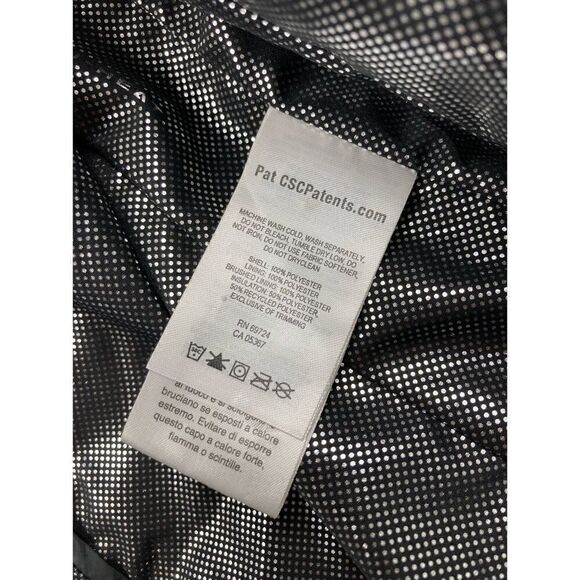 Pat CSCPatents.com
MACHINE WASH COLD, WASH SEPARATELY,
DO NOT BLEACH, TUMBLE DRY LOW, DO
NOT IRON, DO NOT USE FABRIC SOFTENER,
DO NOT DRYCLEAN
SHELL: 100% POLYESTER
LINING: 100% POLYESTER
BRUSHED LINING: 100% POLYESTER
INSULATION: 50% POLYESTER,
50% RECYCLED POLYESTER
EXCLUSIVE OF TRIMMING
RN 69724
CA 05367
bruciano se esposti a calore
estremo. Evitare di esporre
questo capo a calore forte,
fiamma o scintille.